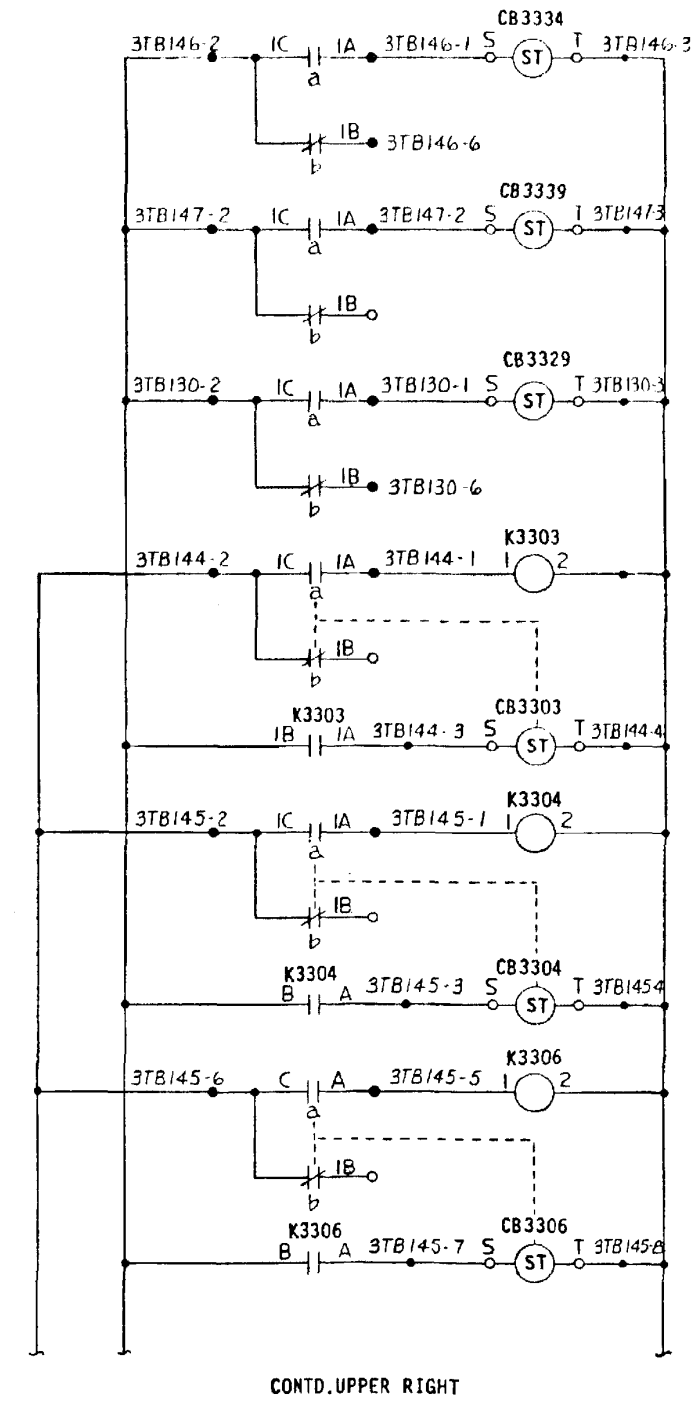 CB3334
3TB146-2 1C 1A 3TB146-1 S T 3TB146-3
ST
a
1B 3TB146-6
b
CB3339
3TB147-2 1C 1A 3TB147-2 S T 3TB147-3
ST
a
1B
b
CB3329
3TB130-2 1C 1A 3TB130-1 S T 3TB130-3
ST
a
1B 3TB130-6
b
K3303
3TB144-2 1C 1A 3TB144-1 1 2
a
1B
b
K3303 CB3303
1B 1A 3TB144-3 S T 3TB144-4
ST
K3304
3TB145-2 1C 1A 3TB145-1 1 2
a
1B
b
K3304 CB3304
B A 3TB145-3 S T 3TB1454
ST
K3306
3TB145-6 C A 3TB145-5 1 2
a
1B
b
K3306 CB3306
B A 3TB145-7 S T 3TB145-8
ST
CONTD.UPPER RIGHT